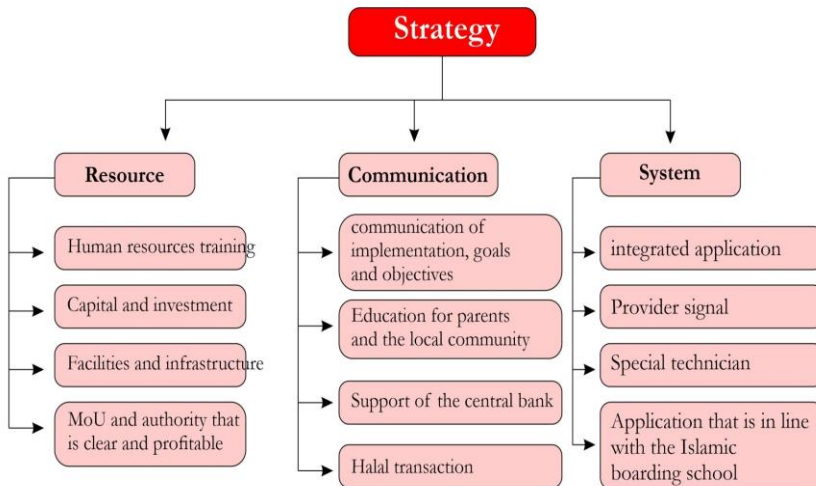 Strategy
Resource
Human resources training
Capital and investment
Facilities and infrastructure
MoU and authority that
is clear and profitable
Communication
communication of
implementation, goals
and objectives
Education for parents
and the local community
Support of the central bank
Halal transaction
System
integrated application
Provider signal
Special technician
Application that is in line
with the Islamic
boarding school